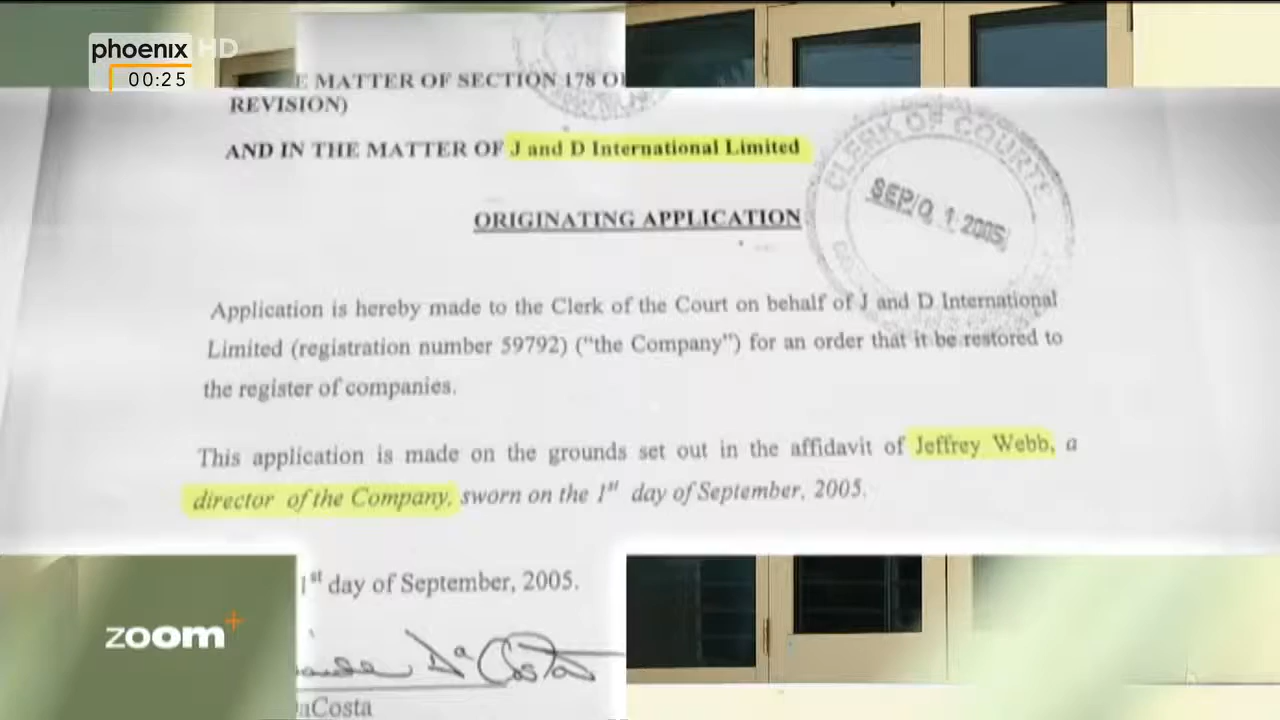 phoenix HD
00:25
E MATTER OF SECTION 178 O
REVISION)
AND IN THE MATTER OF J and D International Limited
CLERK OF COURTS
SEP/0 1 2005
ORIGINATING APPLICATION
Application is hereby made to the Clerk of the Court on behalf of J and D International
Limited (registration number 59792) ("the Company") for an order that it be restored to
the register of companies.
This application is made on the grounds set out in the affidavit of Jeffrey Webb, a
director of the Company, sworn on the 1st day of September, 2005.
1st day of September, 2005.
DaCosta
aCosta
zoom+